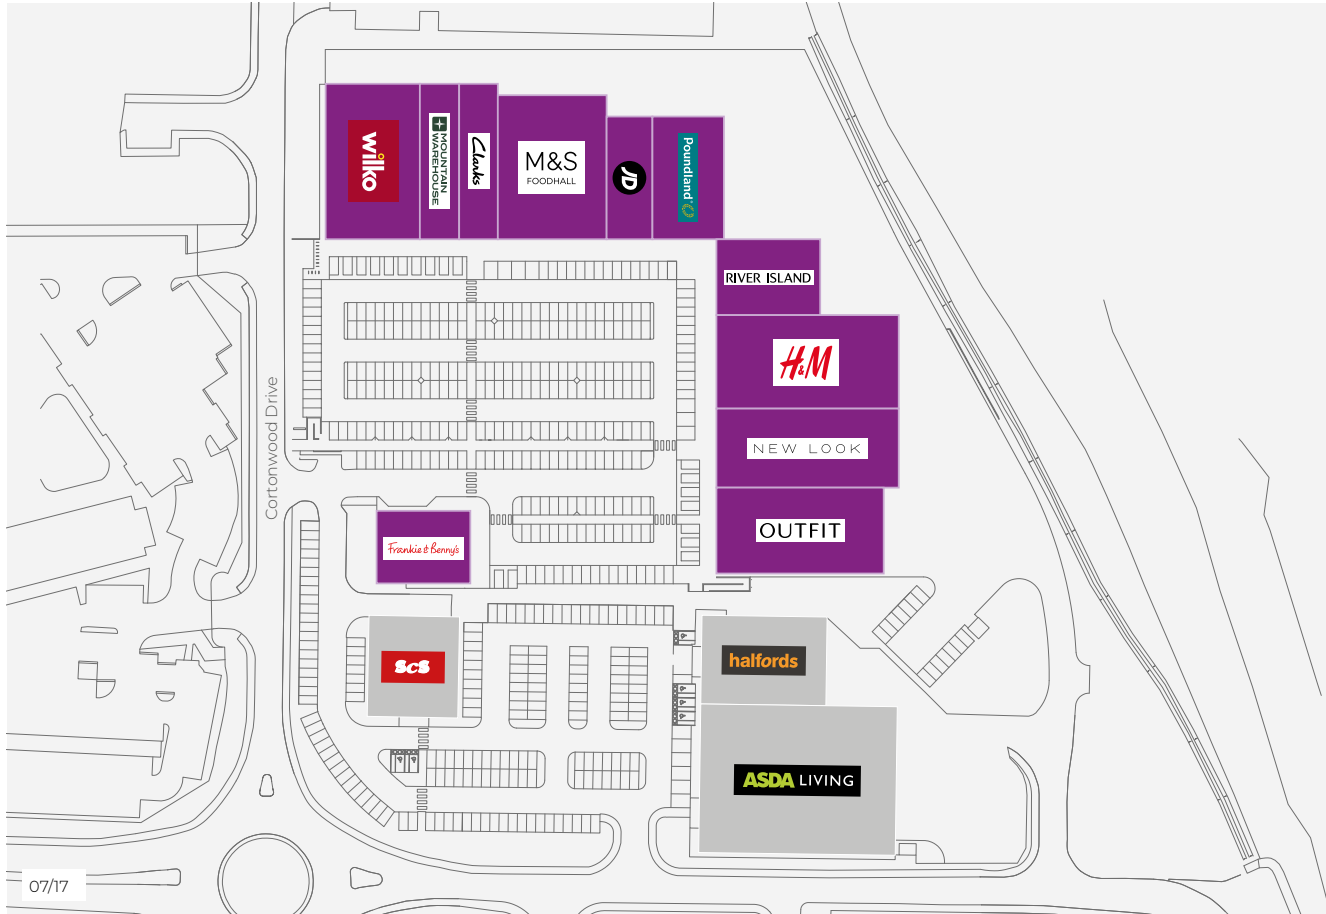 wilko
MOUNTAIN
WAREHOUSE
Clarks
M&S
FOODHALL
JD
Poundland
RIVER ISLAND
H&M
NEW LOOK
OUTFIT
Cortonwood Drive
Frankie & Benny's
ScS
halfords
ASDA LIVING
07/17